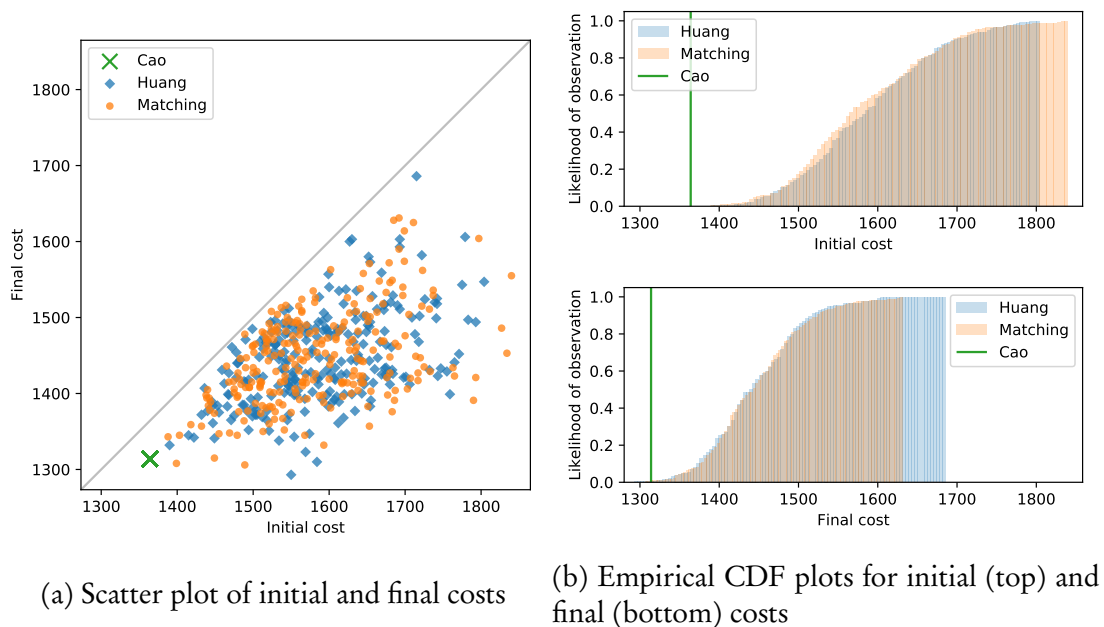 Cao
Huang
Matching
1800
1700
1600
1500
1400
1300
Final cost
1300 1400 1500 1600 1700 1800
Initial cost
(a) Scatter plot of initial and final costs
Huang
Matching
Cao
1.0
0.8
0.6
0.4
0.2
0.0
Likelihood of observation
1300 1400 1500 1600 1700 1800
Initial cost
Huang
Matching
Cao
1.0
0.8
0.6
0.4
0.2
0.0
Likelihood of observation
1300 1400 1500 1600 1700 1800
Final cost
(b) Empirical CDF plots for initial (top) and
final (bottom) costs